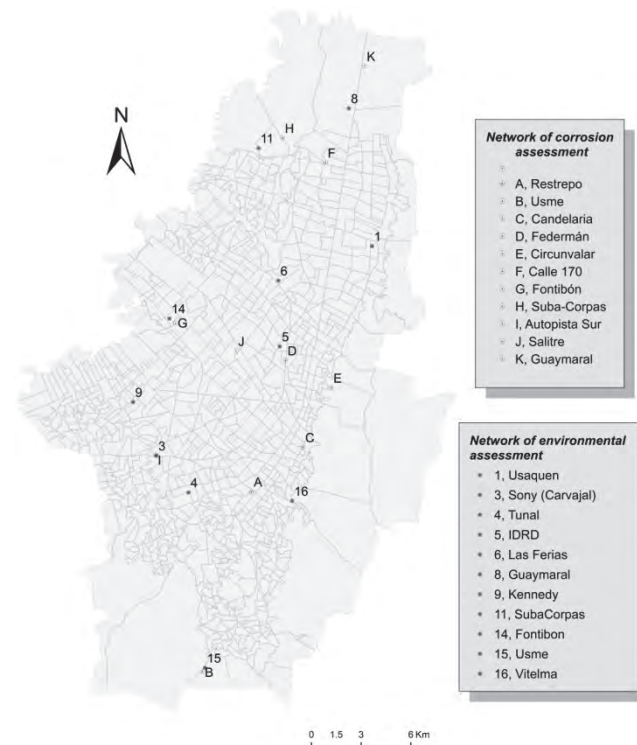 K
8
N
H
11
F
1
6
14
G
J
5
D
E
9
C
3
I
4
A
16
15
B
0 1.5 3 6 Km
Network of corrosion
assessment
A, Restrepo
B, Usme
C, Candelaria
D, Federmán
E, Circunvalar
F, Calle 170
G, Fontibón
H, Suba-Corpas
I, Autopista Sur
J, Salitre
K, Guaymaral
Network of environmental
assessment
1, Usaquen
3, Sony (Carvajal)
4, Tunal
5, IDRD
6, Las Ferias
8, Guaymaral
9, Kennedy
11, SubaCorpas
14, Fontibon
15, Usme
16, Vitelma